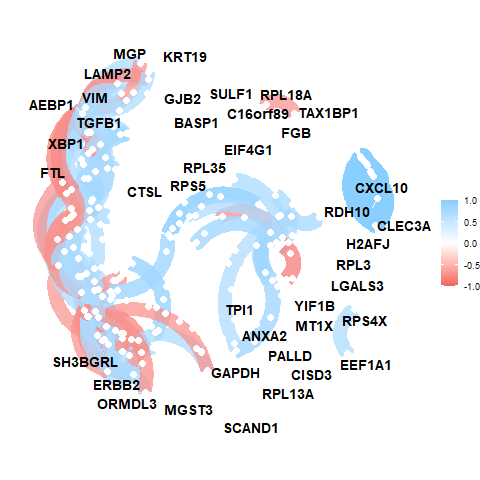 MGP
KRT19
LAMP2
SULF1
RPL18A
AEBP1
VIM
GJB2
C16orf89
TAX1BP1
TGFB1
BASP1
FGB
XBP1
EIF4G1
FTL
RPL35
RPS5
CTSL
CXCL10
RDH10
CLEC3A
H2AFJ
RPL3
LGALS3
1.0
0.5
0.0
-0.5
-1.0
TPI1
YIF1B
MT1X
RPS4X
ANXA2
PALLD
SH3BGRL
GAPDH
CISD3
EEF1A1
ERBB2
RPL13A
ORMDL3
MGST3
SCAND1